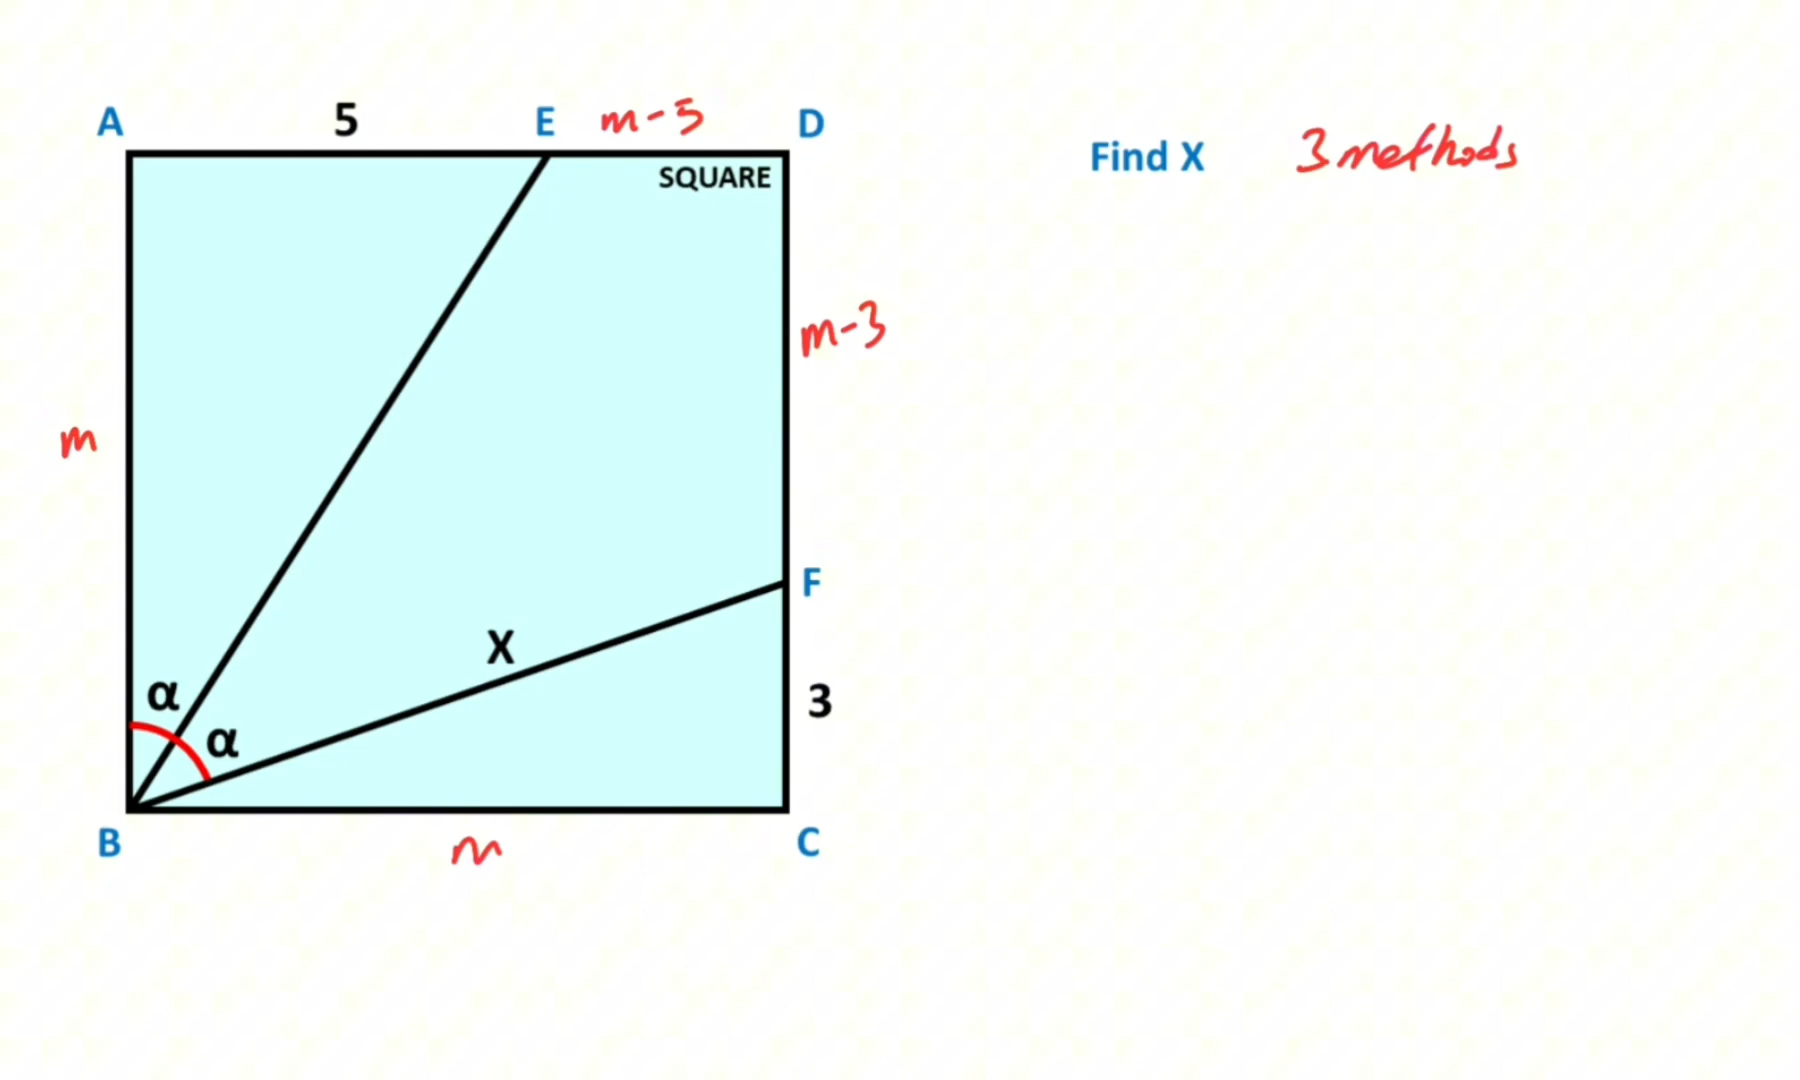 A 5 E m-5 D
SQUARE
Find X 3 methods
m-3
m
F
X
α
α
3
B m C